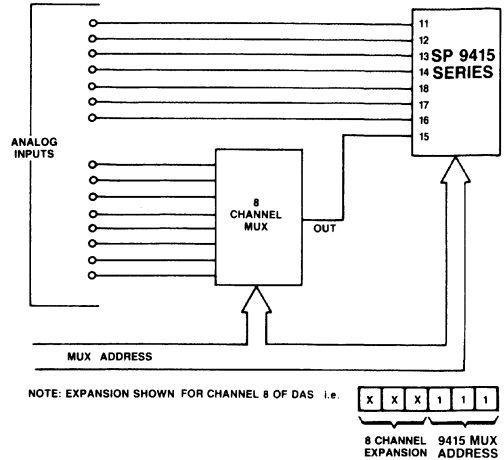 11
12
13
14
18
17
16
15
SP 9415
SERIES
ANALOG
INPUTS
8
CHANNEL
MUX
OUT
MUX ADDRESS
NOTE: EXPANSION SHOWN FOR CHANNEL 8 OF DAS i.e.
X X X 1 1 1
8 CHANNEL
EXPANSION
9415 MUX
ADDRESS